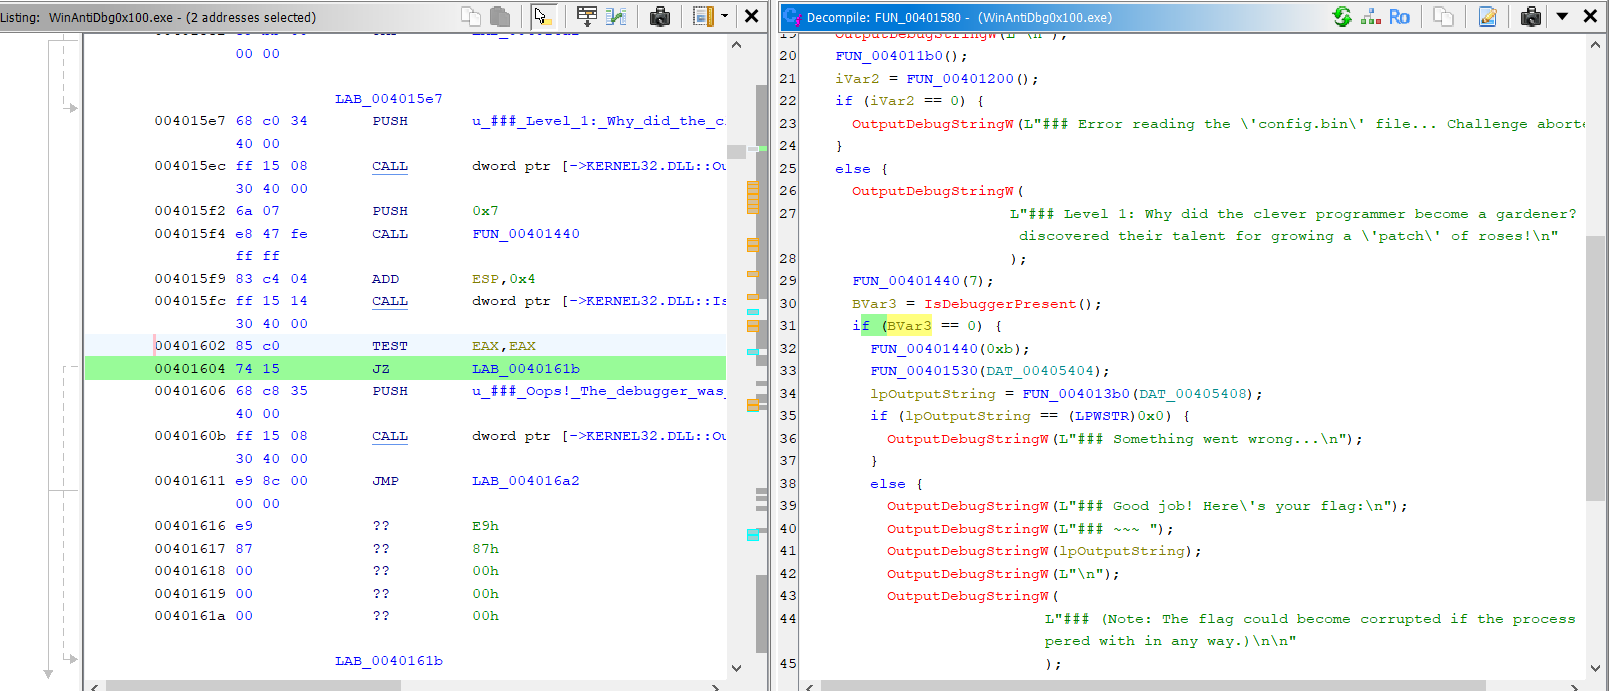 Listing: WinAntiDbg0x100.exe - (2 addresses selected)
00 00
LAB_004015e7
004015e7 68 c0 34 PUSH u_###_Level_1:_Why_did_the_c
40 00
004015ec ff 15 08 CALL dword ptr [->KERNEL32.DLL::Ou
30 40 00
004015f2 6a 07 PUSH 0x7
004015f4 e8 47 fe CALL FUN_00401440
ff ff
004015f9 83 c4 04 ADD ESP,0x4
004015fc ff 15 14 CALL dword ptr [->KERNEL32.DLL::Is
30 40 00
00401602 85 c0 TEST EAX,EAX
00401604 74 15 JZ LAB_0040161b
00401606 68 c8 35 PUSH u_###_Oops!_The_debugger_was_
40 00
0040160b ff 15 08 CALL dword ptr [->KERNEL32.DLL::Ou
30 40 00
00401611 e9 8c 00 JMP LAB_004016a2
00 00
00401616 e9 ?? E9h
00401617 87 ?? 87h
00401618 00 ?? 00h
00401619 00 ?? 00h
0040161a 00 ?? 00h
LAB_0040161b
Decompile: FUN_00401580 - (WinAntiDbg0x100.exe)
Ro
19 OutputDebugStringW(L"\n");
20 FUN_004011b0();
21 iVar2 = FUN_00401200();
22 if (iVar2 == 0) {
23 OutputDebugStringW(L"### Error reading the \'config.bin\' file... Challenge aborte
24 }
25 else {
26 OutputDebugStringW(
27 L"### Level 1: Why did the clever programmer become a gardener?
discovered their talent for growing a \'patch\' of roses!\n"
28 );
29 FUN_00401440(7);
30 BVar3 = IsDebuggerPresent();
31 if (BVar3 == 0) {
32 FUN_00401440(0xb);
33 FUN_00401530(DAT_00405404);
34 lpOutputString = FUN_004013b0(DAT_00405408);
35 if (lpOutputString == (LPWSTR)0x0) {
36 OutputDebugStringW(L"### Something went wrong...\n");
37 }
38 else {
39 OutputDebugStringW(L"### Good job! Here\'s your flag:\n");
40 OutputDebugStringW(L"### ~~~ ");
41 OutputDebugStringW(lpOutputString);
42 OutputDebugStringW(L"\n");
43 OutputDebugStringW(
44 L"### (Note: The flag could become corrupted if the process
pered with in any way.)\n\n"
45 );